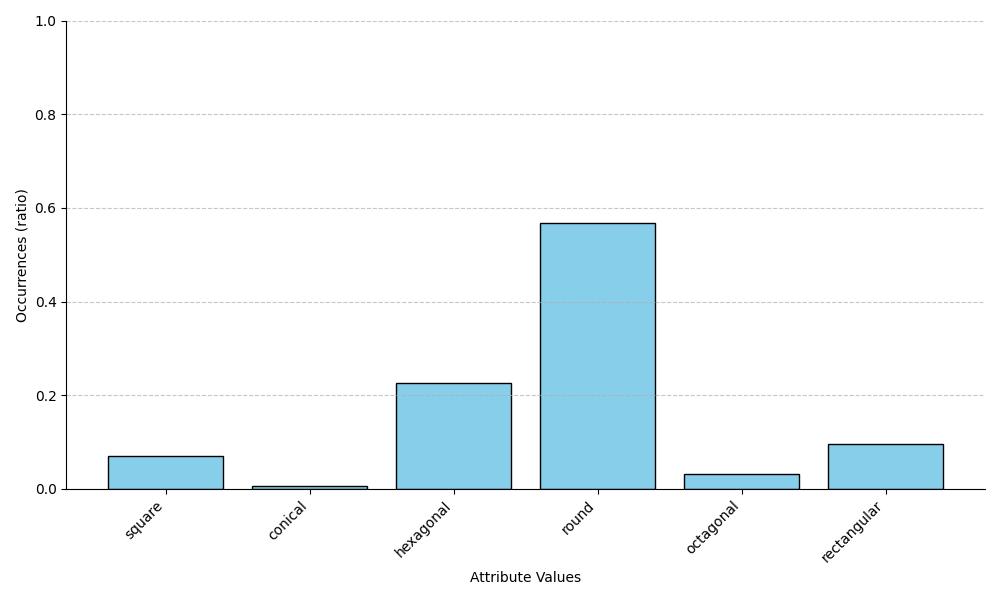 1.0
0.8
0.6
0.4
0.2
0.0
Occurrences (ratio)
square
conical
hexagonal
round
octagonal
rectangular
Attribute Values